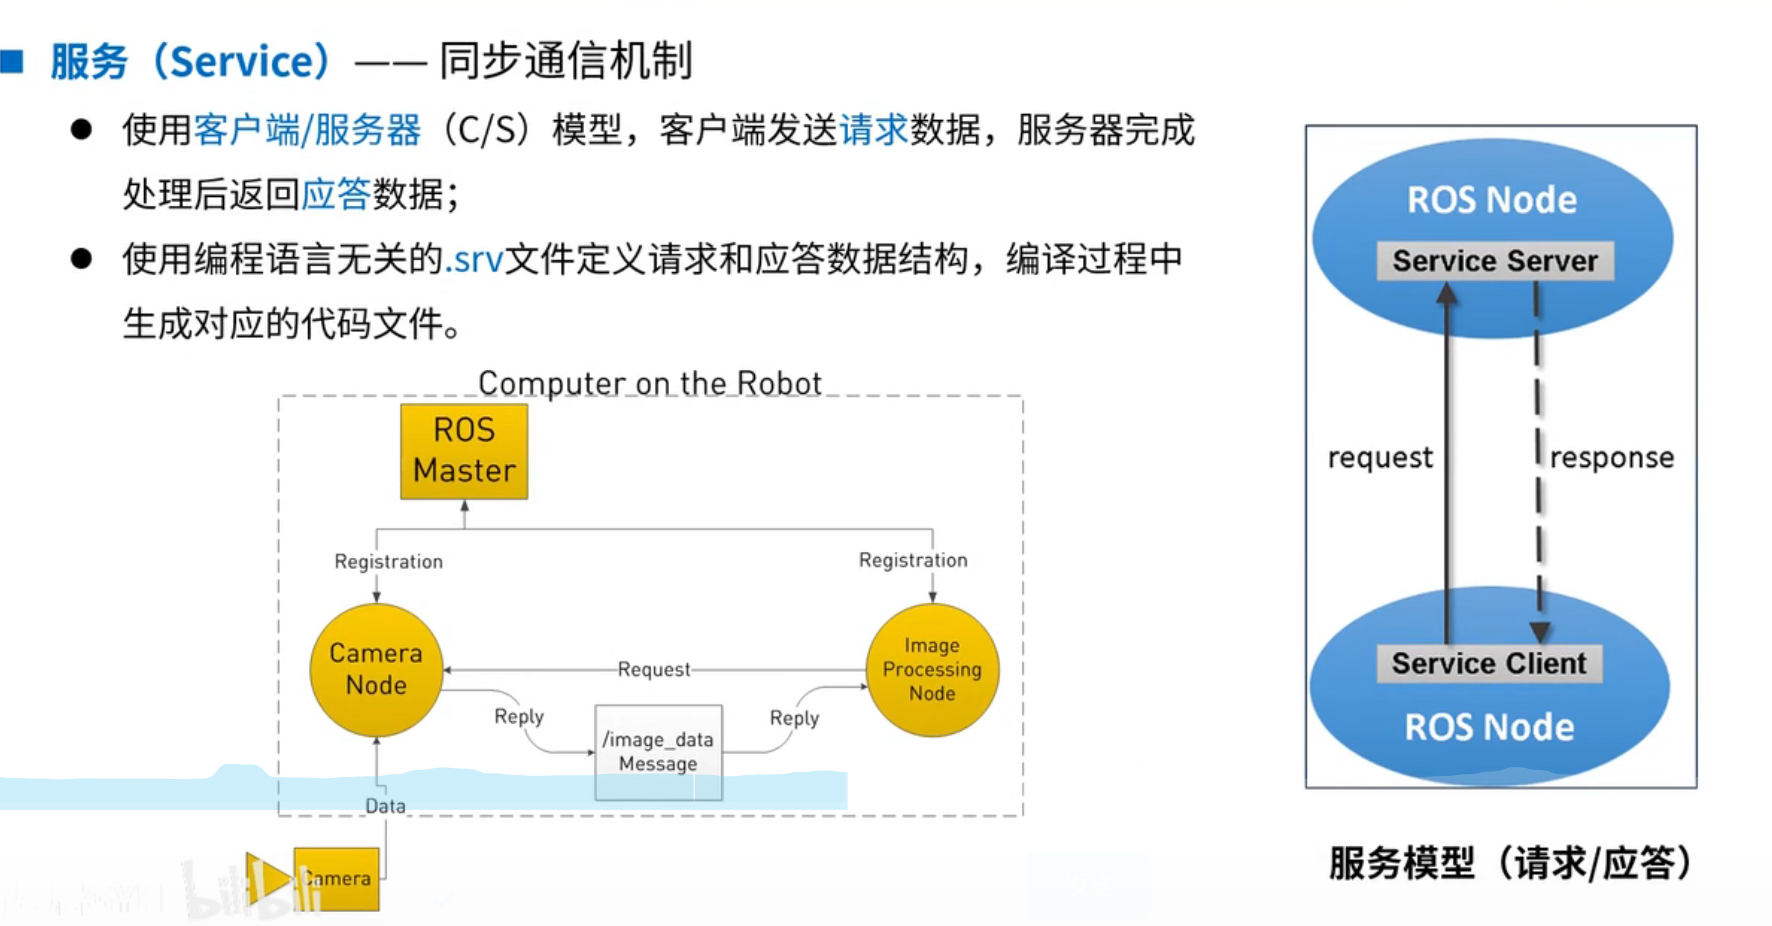 服务（Service）—— 同步通信机制
使用客户端/服务器（C/S）模型，客户端发送请求数据，服务器完成
处理后返回应答数据；
使用编程语言无关的.srv文件定义请求和应答数据结构，编译过程中
生成对应的代码文件。
Computer on the Robot
ROS
Master
Registration
Registration
Camera
Node
Image
Processing
Node
Request
Reply
Reply
/image_data
Message
Data
Camera
bilibili
ROS Node
Service Server
request
response
Service Client
ROS Node
服务模型（请求/应答）